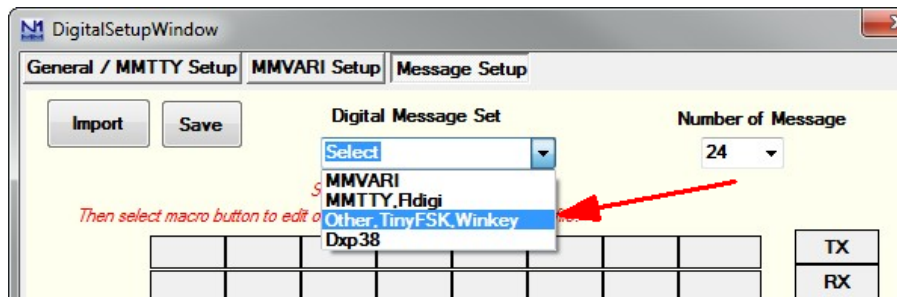 N1 DigitalSetupWindow
General / MMTTY Setup MMVARI Setup Message Setup
Import Save
Digital Message Set
Number of Message
Select
24
MMVARI
MMTTY,Fldigi
Other,TinyFSK,Winkey
Dxp38
Then select macro button to edit
TX
RX